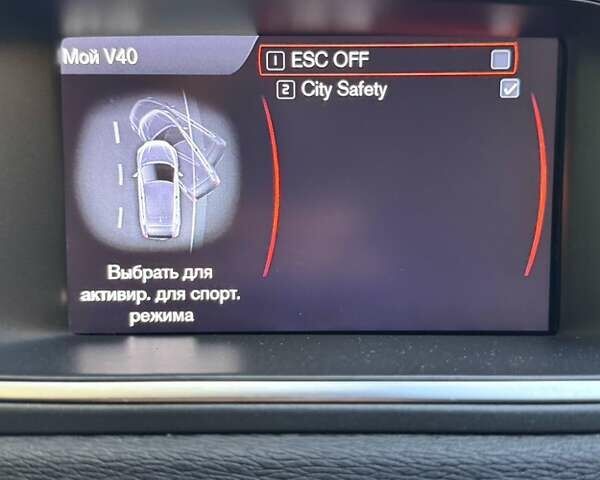 Мой V40
1 ESC OFF
2 City Safety
Выбрать для
активир. для спорт.
режима